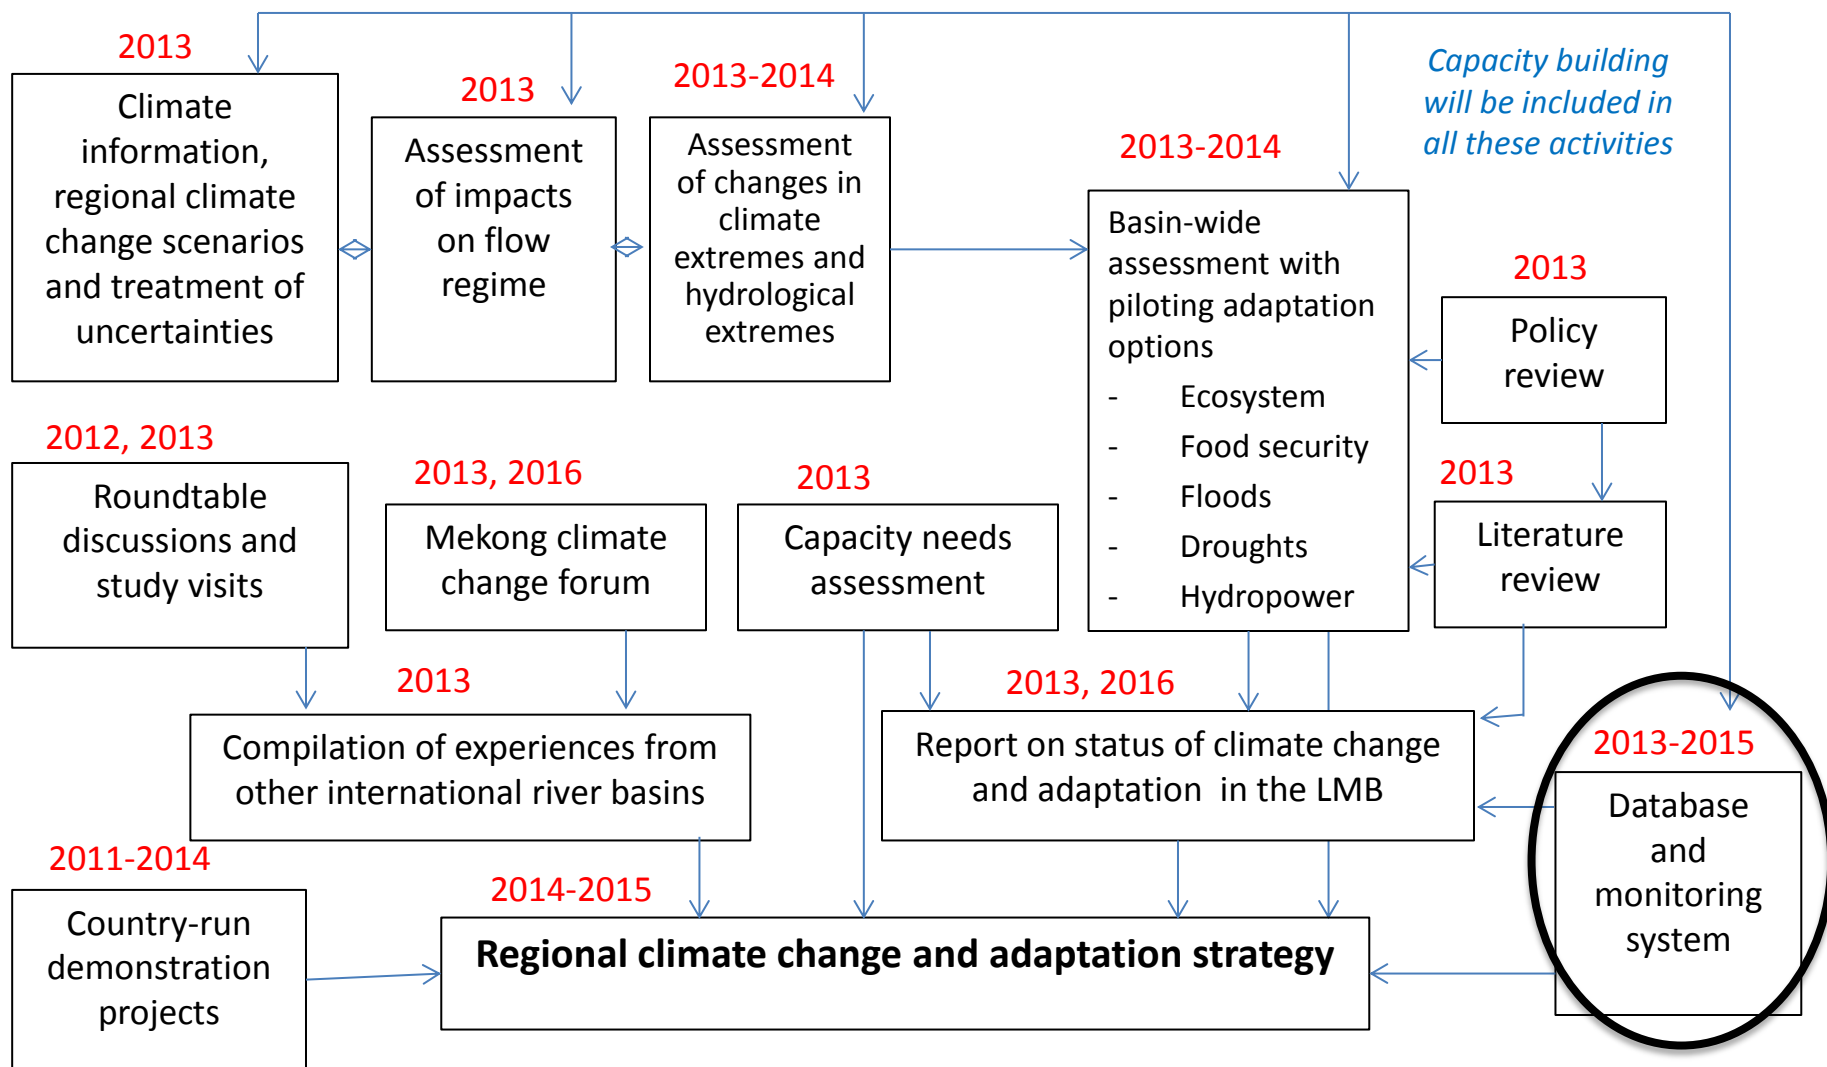 2013
Climate
information,
regional climate
change scenarios
and treatment of
uncertainties
2013
Assessment
of impacts
on flow
regime
2013-2014
Assessment
of changes in
climate
extremes and
hydrological
extremes
2013-2014
Basin-wide
assessment with
piloting adaptation
options
- Ecosystem
- Food security
- Floods
- Droughts
- Hydropower
Capacity building
will be included in
all these activities
2013
Policy
review
2013
Literature
review
2012, 2013
Roundtable
discussions and
study visits
2013, 2016
Mekong climate
change forum
2013
Capacity needs
assessment
2013
Compilation of experiences from
other international river basins
2013, 2016
Report on status of climate change
and adaptation in the LMB
2013-2015
Database
and
monitoring
system
2011-2014
Country-run
demonstration
projects
2014-2015
Regional climate change and adaptation strategy